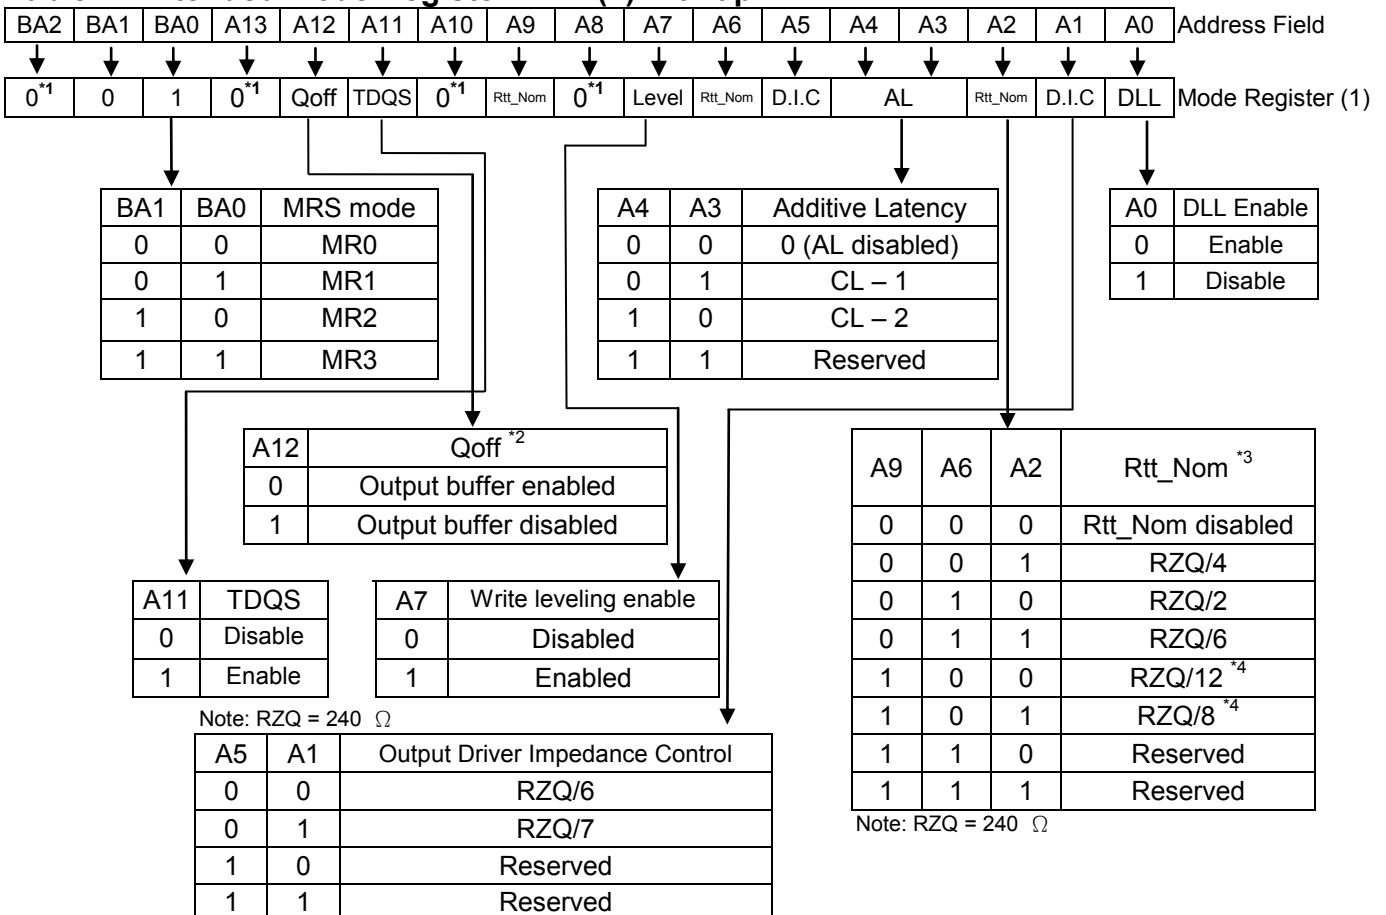 BA2 BA1 BA0 A13 A12 A11 A10 A9 A8 A7 A6 A5 A4 A3 A2 A1 A0 Address Field
0*1 0 1 0*1 Qoff TDQS 0*1 Rtt_Nom 0*1 Level Rtt_Nom D.I.C AL Rtt_Nom D.I.C DLL Mode Register (1)
BA1 BA0 MRS mode
0 0 MR0
0 1 MR1
1 0 MR2
1 1 MR3
A4 A3 Additive Latency
0 0 0 (AL disabled)
0 1 CL – 1
1 0 CL – 2
1 1 Reserved
A0 DLL Enable
0 Enable
1 Disable
A12 Qoff *2
0 Output buffer enabled
1 Output buffer disabled
A9 A6 A2 Rtt_Nom *3
0 0 0 Rtt_Nom disabled
0 0 1 RZQ/4
0 1 0 RZQ/2
0 1 1 RZQ/6
1 0 0 RZQ/12 *4
1 0 1 RZQ/8 *4
1 1 0 Reserved
1 1 1 Reserved
Note: RZQ = 240 Ω
A11 TDQS
0 Disable
1 Enable
A7 Write leveling enable
0 Disabled
1 Enabled
Note: RZQ = 240 Ω
A5 A1 Output Driver Impedance Control
0 0 RZQ/6
0 1 RZQ/7
1 0 Reserved
1 1 Reserved